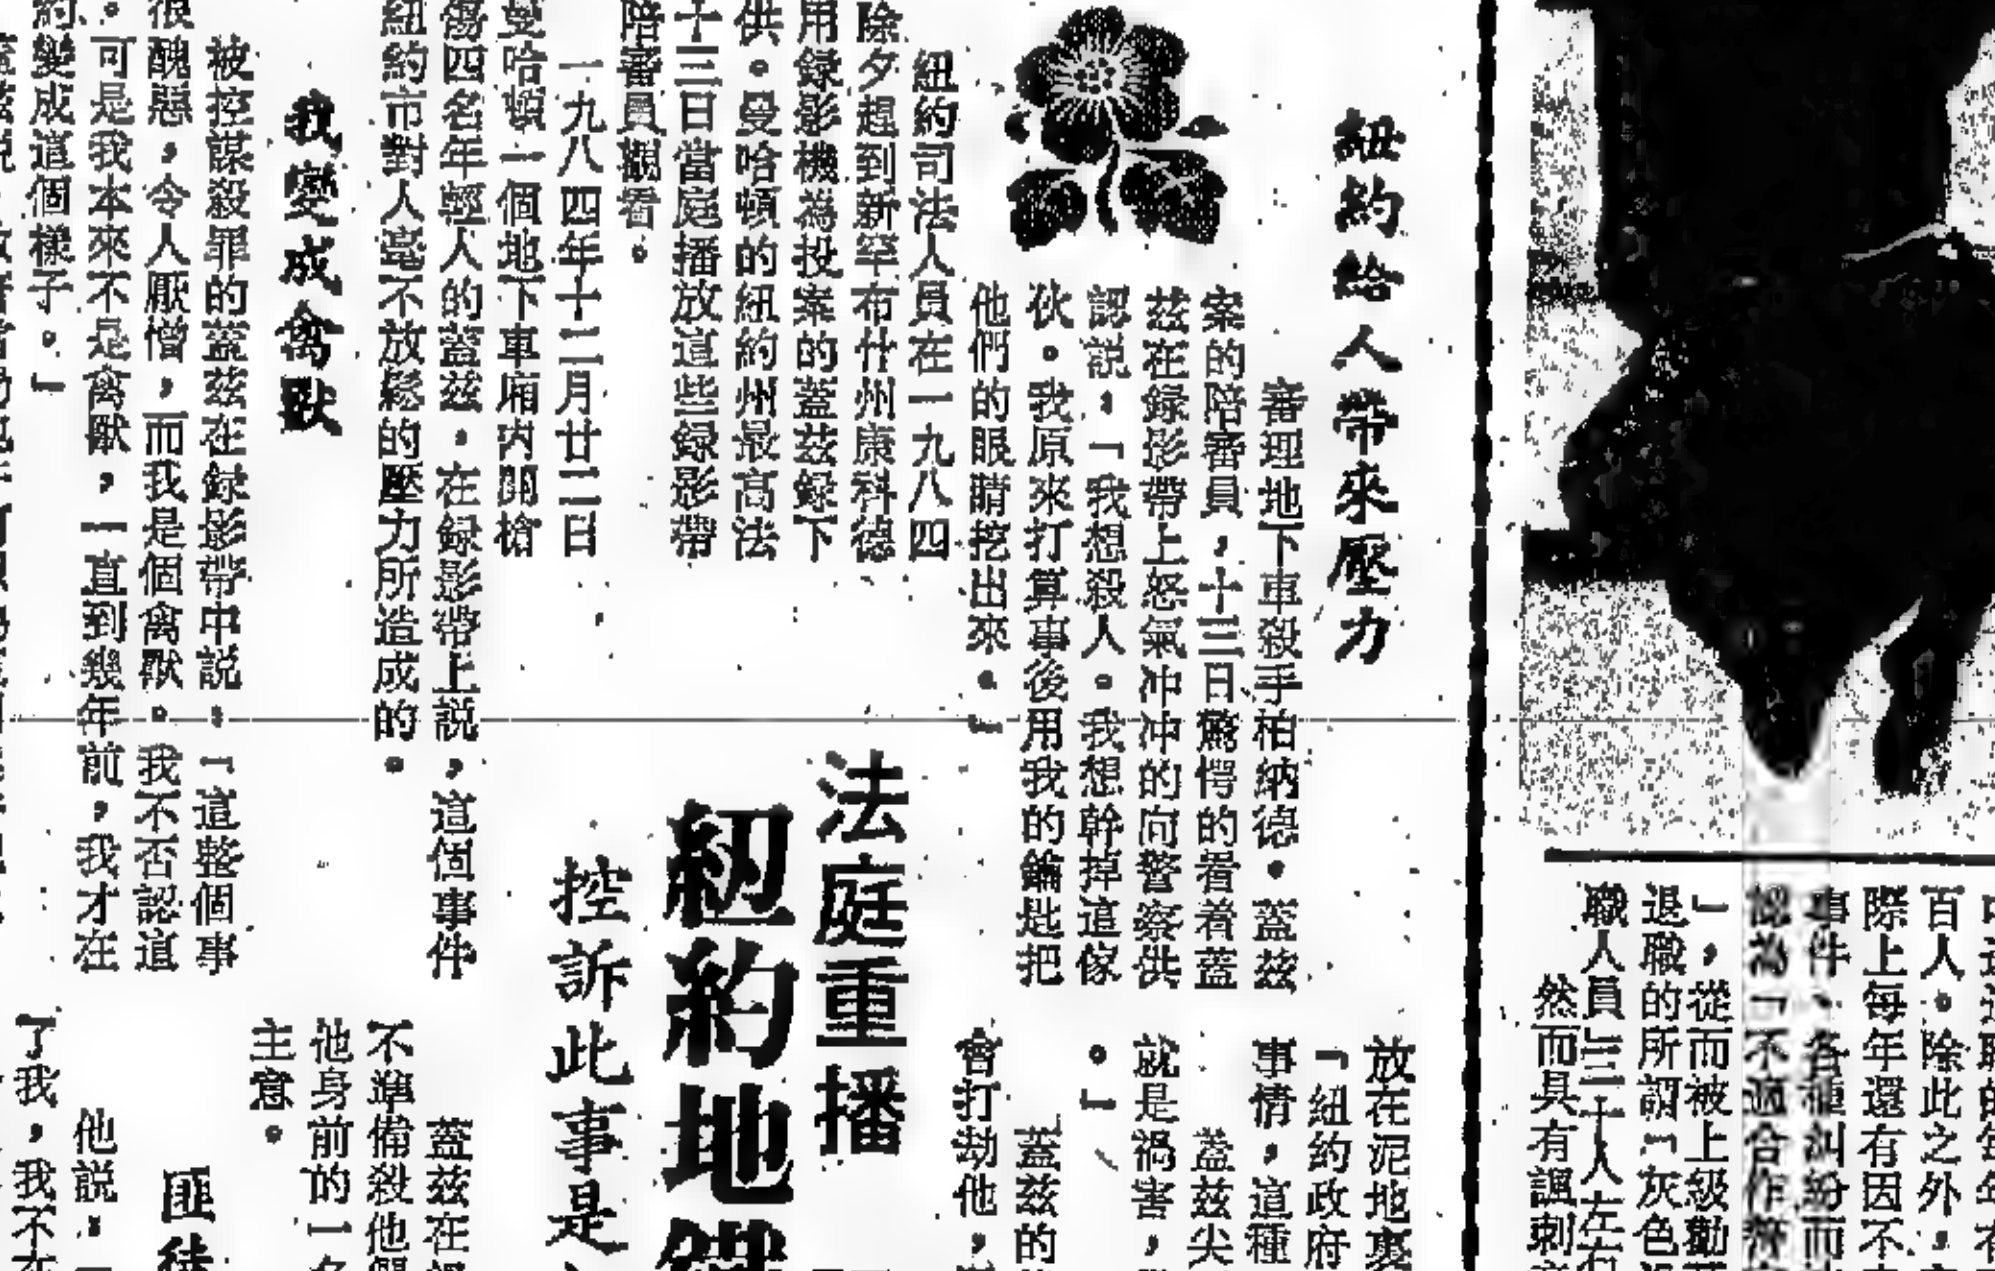 紐約給人帶來壓力
審理地下車殺手柏納德·蓋茲
案的陪審員，十三日驚愕的看着蓋
茲在録影帶上怒氣冲冲的向警察供
認説：「我想殺人。我想幹掉這傢
伙。我原來打算事後用我的鑰匙把
他們的眼睛挖出來。」
紐約司法人員在一九八四
除夕趕到新罕布什州康科德
用録影機為投案的蓋茲録下
供。曼哈頓的紐約州最高法
十三日當庭播放這些録影帶
陪審員觀看。
一九八四年十二月廿二日
曼哈頓一個地下車廂内開槍
傷四名年輕人的蓋茲，在録影帶上説，這個事件
紐約市對人毫不放鬆的壓力所造成的。
我變成禽獸
被控謀殺罪的蓋茲在録影帶中説：「這整個事
很醜惡，令人厭憎，而我是個禽獸。我不否認這
。可是我本來不是禽獸，一直到幾年前，我才在
約變成這個樣子。」
法庭重播
紐約地鐵
控訴此事是
放在泥地裏
「紐約政府
事情，這種
蓋茲尖
就是禍害，
。」
蓋茲的
會打劫他，
蓋茲在
不準備殺他
他身前的一名
主意。
匪徒
他説：
了我，我不在
百人。除此之外，
際上每年還有因不
事件、各種糾紛而
認為「不適合作
」，從而被上級勸
退職的所謂「灰色
職人員」三十人左右
然而具有諷刺